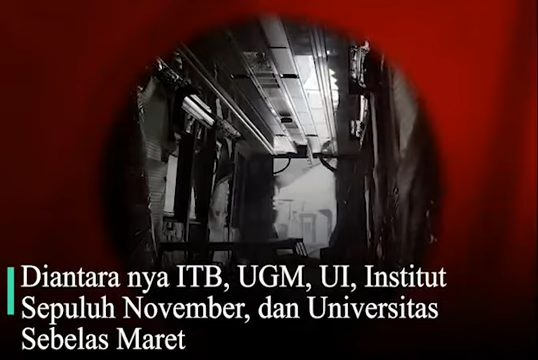 Diantara nya ITB, UGM, UI, Institut
Sepuluh November, dan Universitas
Sebelas Maret